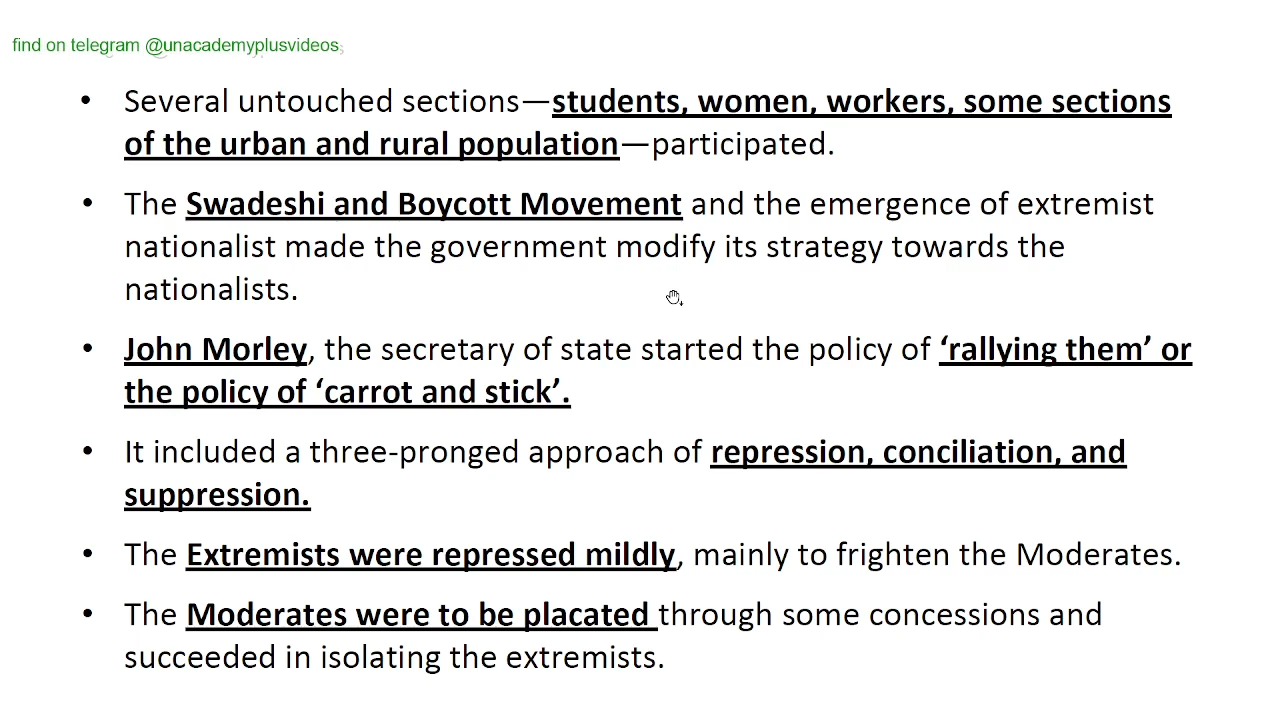 find on telegram @unacademyplusvideos
• Several untouched sections—students, women, workers, some sections
of the urban and rural population—participated.
• The Swadeshi and Boycott Movement and the emergence of extremist
nationalist made the government modify its strategy towards the
nationalists.
• John Morley, the secretary of state started the policy of ‘rallying them’ or
the policy of ‘carrot and stick’.
• It included a three-pronged approach of repression, conciliation, and
suppression.
• The Extremists were repressed mildly, mainly to frighten the Moderates.
• The Moderates were to be placated through some concessions and
succeeded in isolating the extremists.